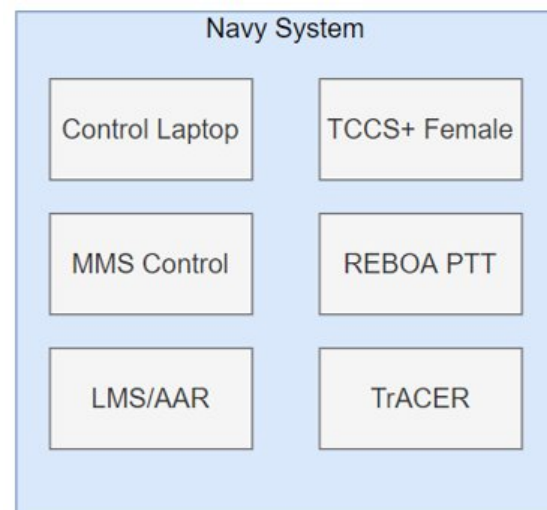 Navy System
Control Laptop
TCCS+ Female
MMS Control
REBOA PTT
LMS/AAR
TrACER